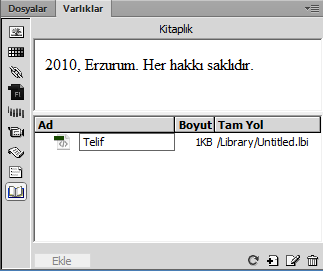 Dosyalar Varlıklar
Kitaplık
2010, Erzurum. Her hakkı saklıdır.
Ad Boyut Tam Yol
Telif 1KB /Library/Untitled.lbi
Ekle